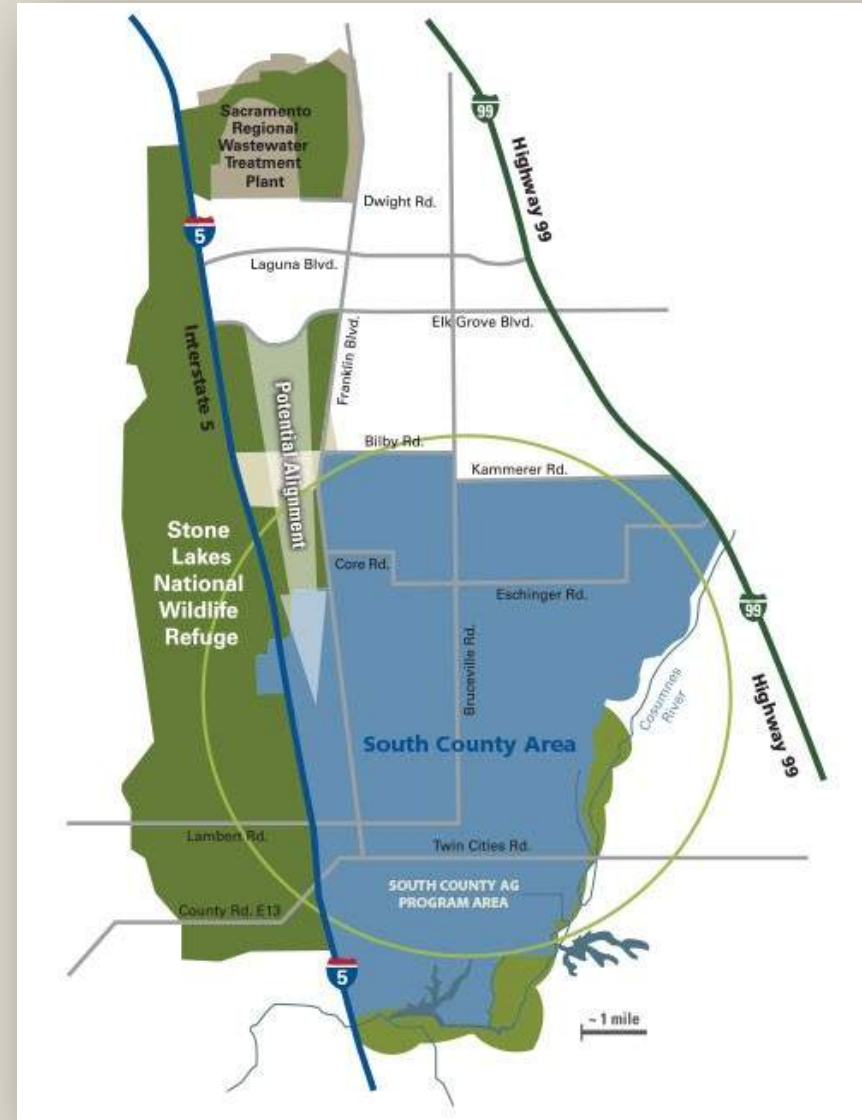 99
Highway 99
Sacramento
Regional
Wastewater
Treatment
Plant
Dwight Rd.
5
Laguna Blvd.
Elk Grove Blvd.
Interstate 5
Franklin Blvd.
Potential Alignment
Bilby Rd.
Kammerer Rd.
Stone
Lakes
National
Wildlife
Refuge
Core Rd.
Eschinger Rd.
99
Bruceville Rd.
Cosumnes
River
Highway 99
South County Area
Lambert Rd.
Twin Cities Rd.
SOUTH COUNTY AG
PROGRAM AREA
County Rd. E13
5
~ 1 mile